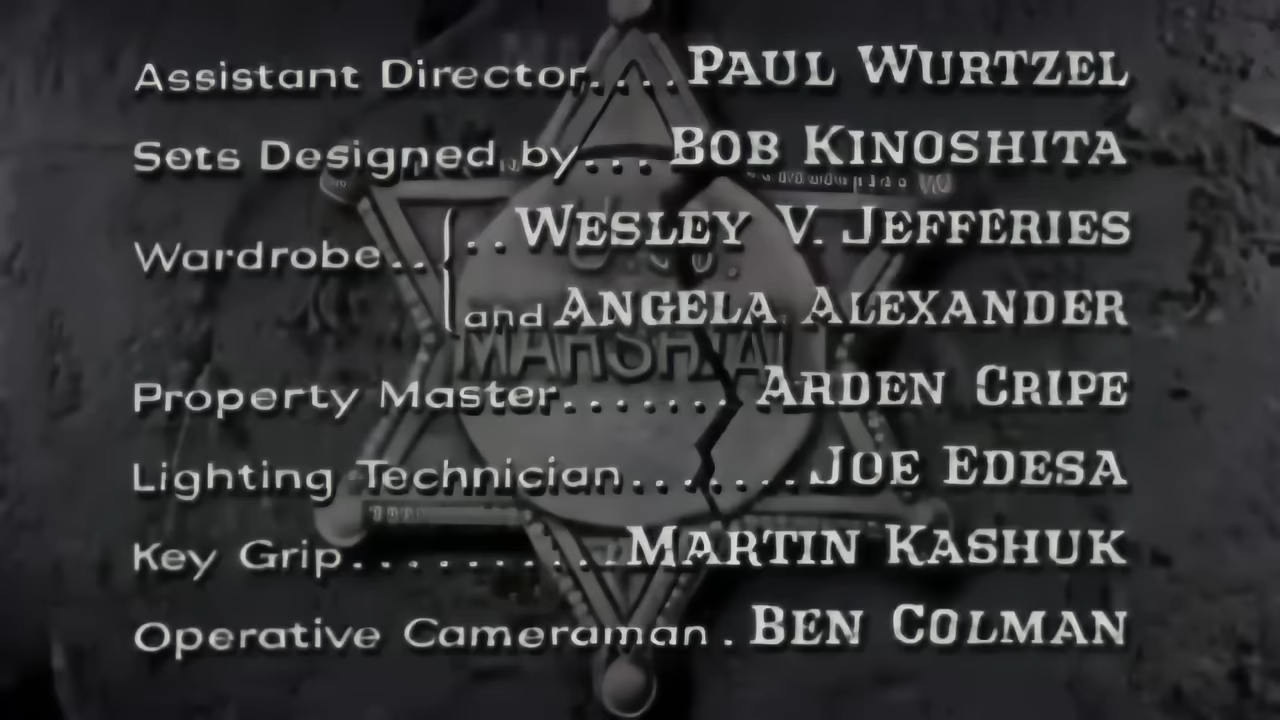 Assistant Director....PAUL WURTZEL
Sets Designed by....BOB KINOSHITA
Wardrobe....WESLEY V. JEFFERIES
and ANGELA ALEXANDER
Property Master.......ARDEN CRIPE
Lighting Technician.......JOE EDESA
Key Grip..........MARTIN KASHUK
Operative Cameraman.BEN COLMAN
MARSHAL